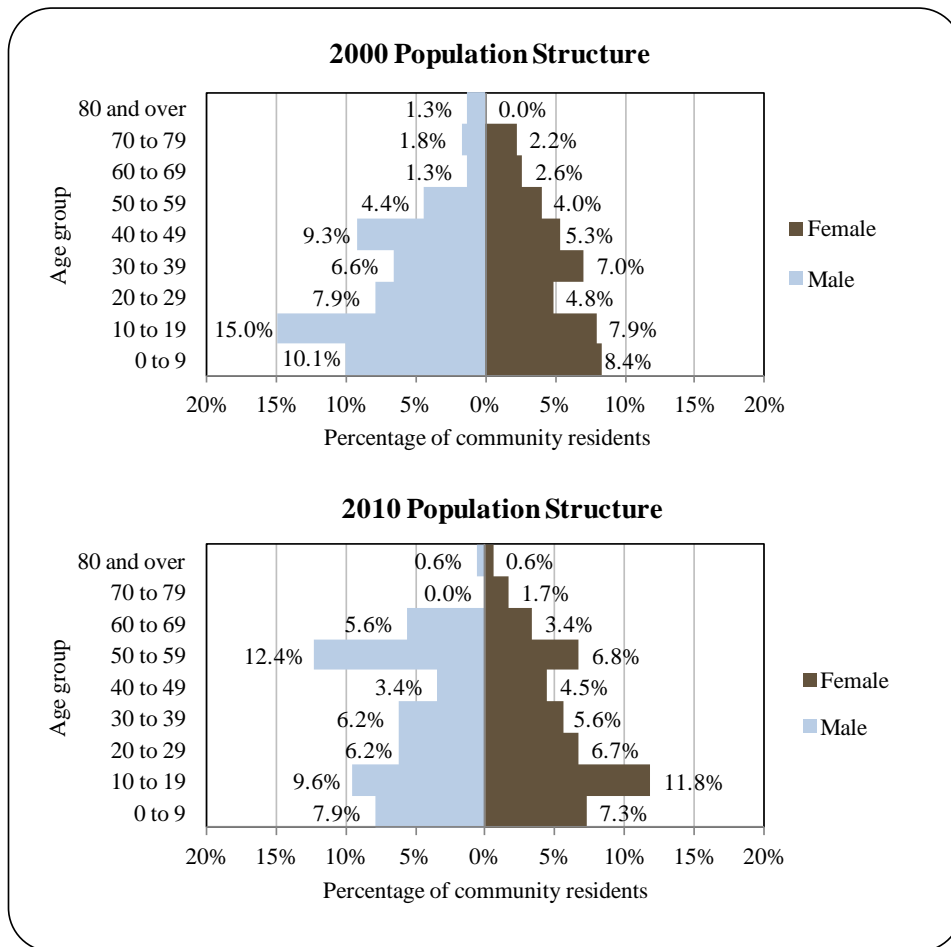 2000 Population Structure
80 and over 1.3% 0.0%
70 to 79 1.8% 2.2%
60 to 69 1.3% 2.6%
50 to 59 4.4% 4.0%
40 to 49 9.3% 5.3%
30 to 39 6.6% 7.0%
20 to 29 7.9% 4.8%
10 to 19 15.0% 7.9%
0 to 9 10.1% 8.4%
20% 15% 10% 5% 0% 5% 10% 15% 20%
Percentage of community residents
Age group
Female
Male
2010 Population Structure
80 and over 0.6% 0.6%
70 to 79 0.0% 1.7%
60 to 69 5.6% 3.4%
50 to 59 12.4% 6.8%
40 to 49 3.4% 4.5%
30 to 39 6.2% 5.6%
20 to 29 6.2% 6.7%
10 to 19 9.6% 11.8%
0 to 9 7.9% 7.3%
20% 15% 10% 5% 0% 5% 10% 15% 20%
Percentage of community residents
Age group
Female
Male